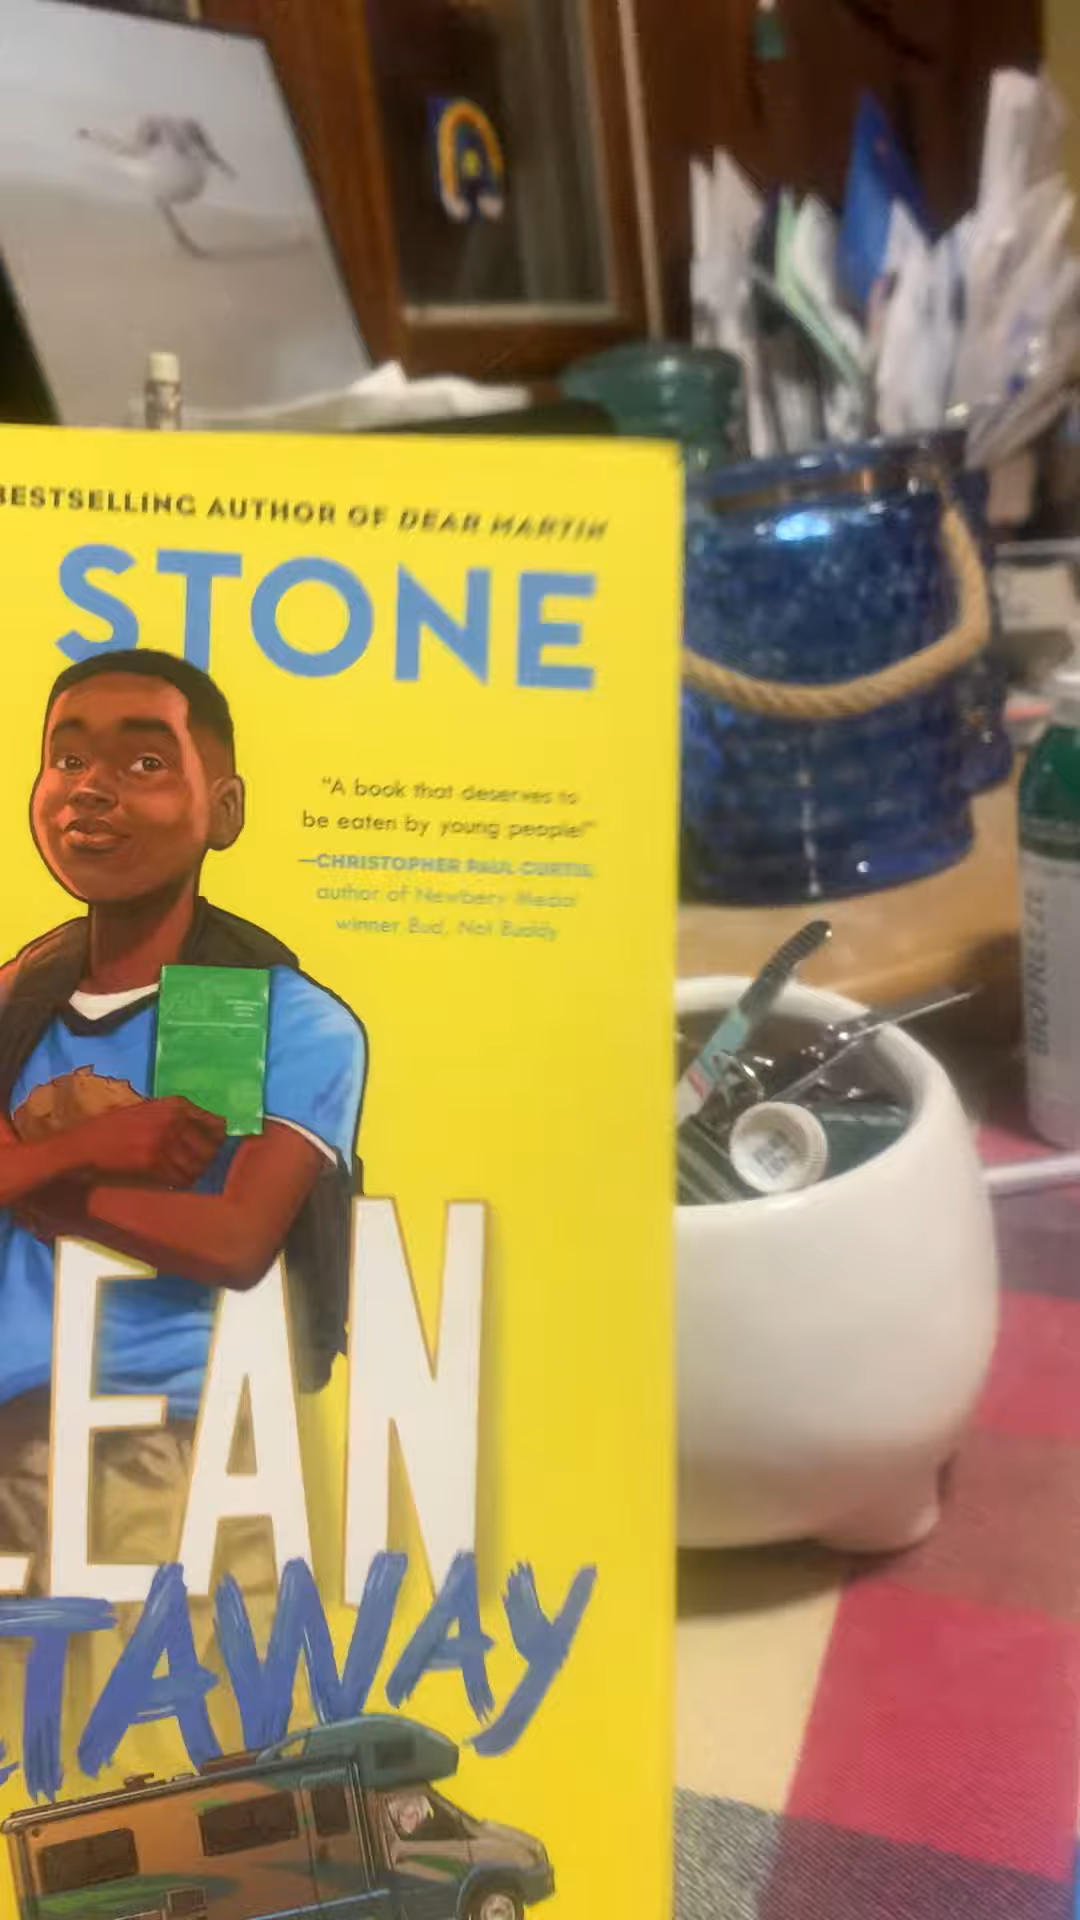 BESTSELLING AUTHOR OF DEAR MARTIN
STONE
"A book that deserves to
be eaten by young people!"
—CHRISTOPHER PAUL CURTIS,
author of Newbery Medal
winner Bud, Not Buddy
LEAN
TAWAY
BIOFREEZE